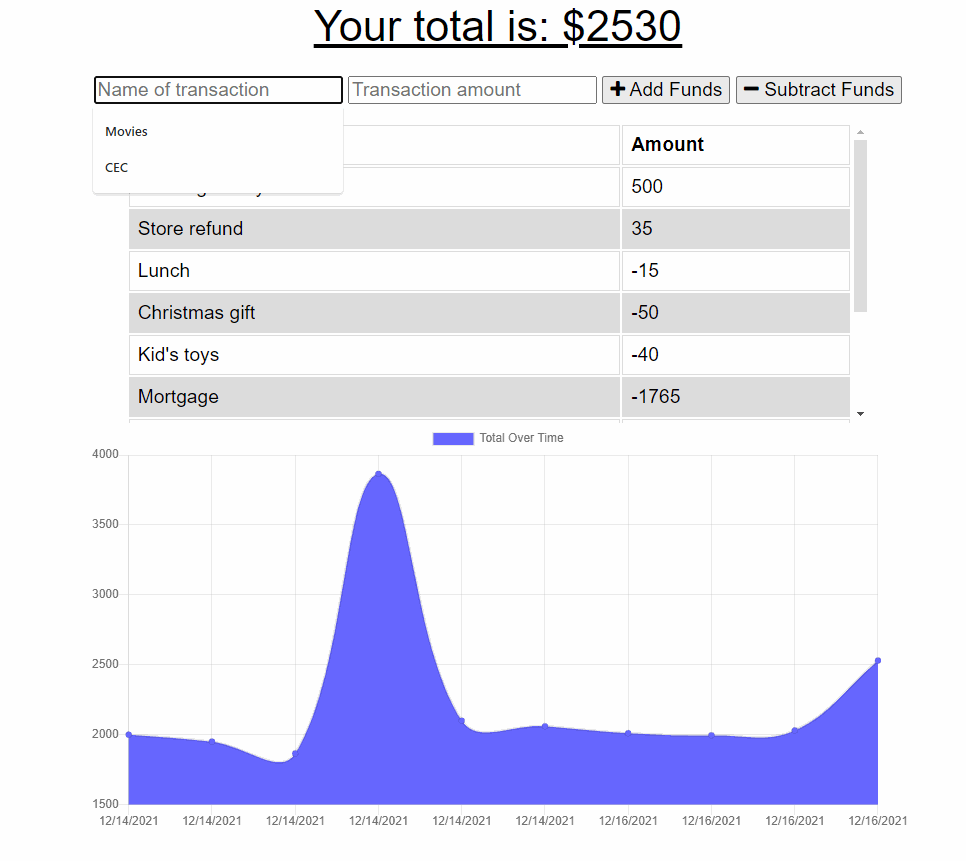 Your total is: $2530
Name of transaction Transaction amount Add Funds Subtract Funds
Movies
CEC
Amount
500
Store refund 35
Lunch -15
Christmas gift -50
Kid's toys -40
Mortgage -1765
Total Over Time
4000
3500
3000
2500
2000
1500
12/14/2021 12/14/2021 12/14/2021 12/14/2021 12/14/2021 12/14/2021 12/16/2021 12/16/2021 12/16/2021 12/16/2021